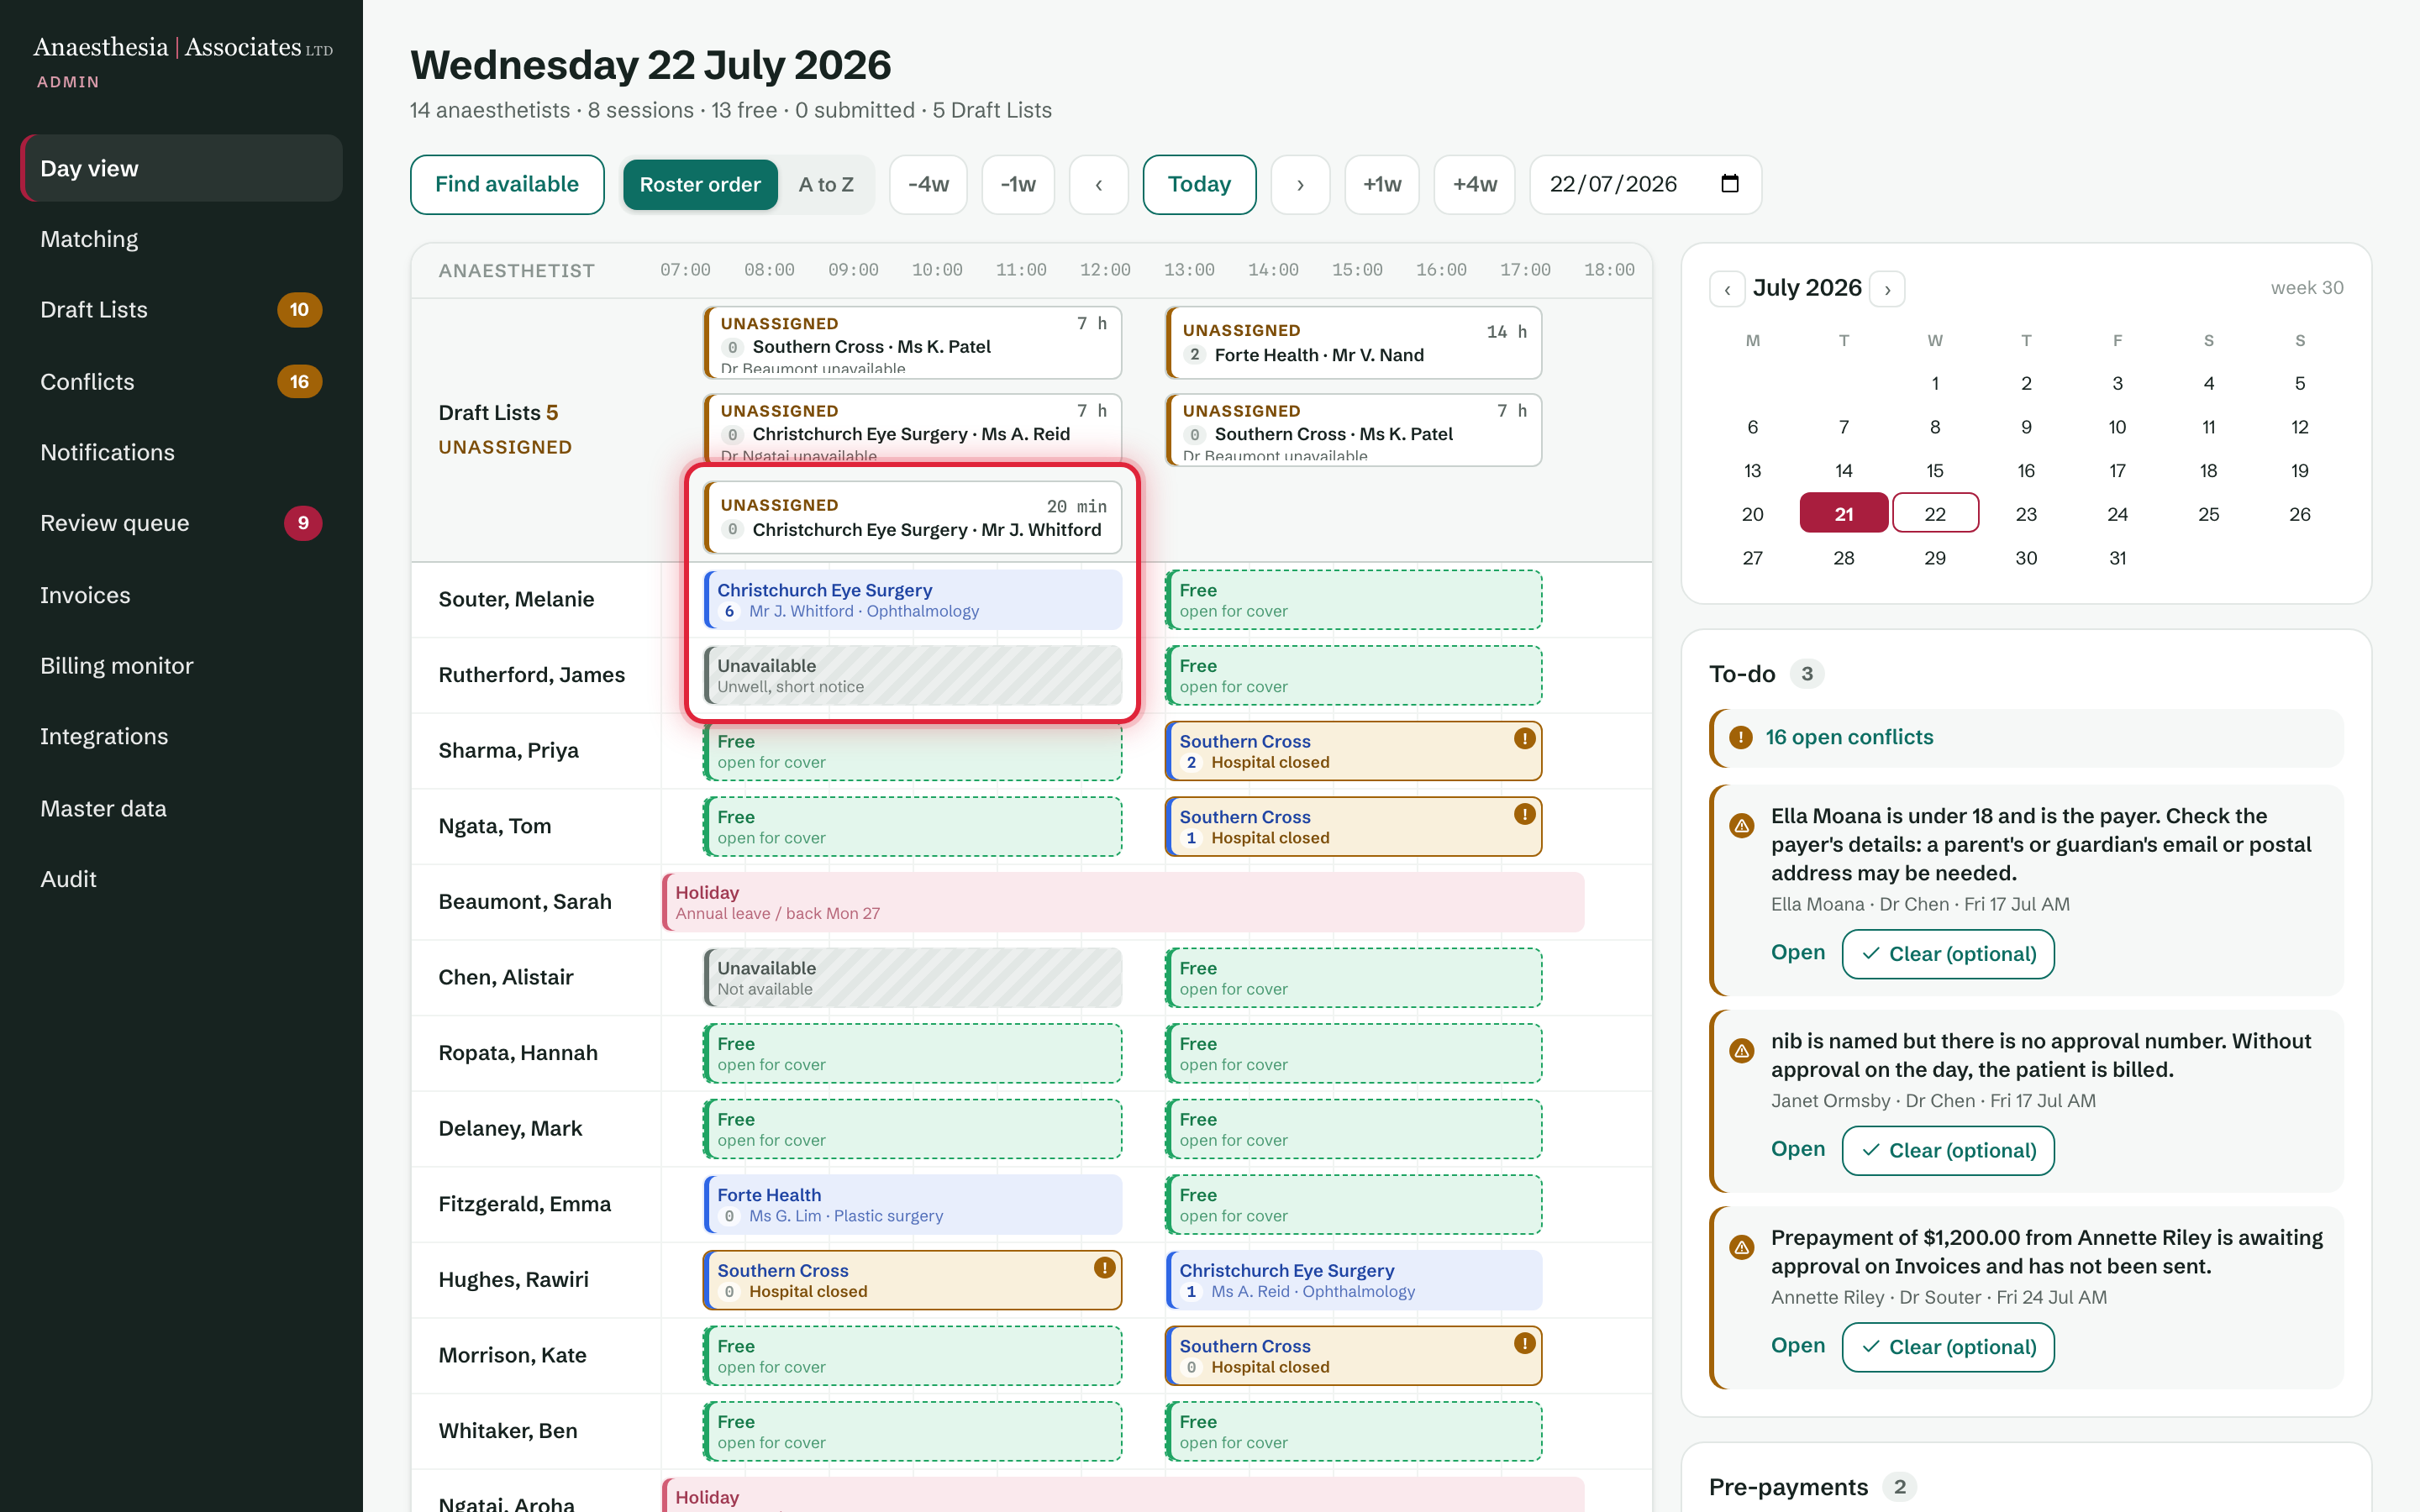 Anaesthesia | Associates LTD
ADMIN
Day view
Matching
Draft Lists 10
Conflicts 16
Notifications
Review queue 9
Invoices
Billing monitor
Integrations
Master data
Audit
Wednesday 22 July 2026
14 anaesthetists · 8 sessions · 13 free · 0 submitted · 5 Draft Lists
Find available Roster order A to Z -4w -1w ‹ Today › +1w +4w 22/07/2026
ANAESTHETIST 07:00 08:00 09:00 10:00 11:00 12:00 13:00 14:00 15:00 16:00 17:00 18:00
Draft Lists 5
UNASSIGNED
UNASSIGNED 7 h
0 Southern Cross · Ms K. Patel
Dr Beaumont unavailable
UNASSIGNED 14 h
2 Forte Health · Mr V. Nand
UNASSIGNED 7 h
0 Christchurch Eye Surgery · Ms A. Reid
Dr Ngatai unavailable
UNASSIGNED 7 h
0 Southern Cross · Ms K. Patel
Dr Beaumont unavailable
UNASSIGNED 20 min
0 Christchurch Eye Surgery · Mr J. Whitford
Souter, Melanie
Christchurch Eye Surgery
6 Mr J. Whitford · Ophthalmology
Free
open for cover
Rutherford, James
Unavailable
Unwell, short notice
Free
open for cover
Sharma, Priya
Free
open for cover
Southern Cross !
2 Hospital closed
Ngata, Tom
Free
open for cover
Southern Cross !
1 Hospital closed
Beaumont, Sarah
Holiday
Annual leave / back Mon 27
Chen, Alistair
Unavailable
Not available
Free
open for cover
Ropata, Hannah
Free
open for cover
Free
open for cover
Delaney, Mark
Free
open for cover
Free
open for cover
Fitzgerald, Emma
Forte Health
0 Ms G. Lim · Plastic surgery
Free
open for cover
Hughes, Rawiri
Southern Cross !
0 Hospital closed
Christchurch Eye Surgery
1 Ms A. Reid · Ophthalmology
Morrison, Kate
Free
open for cover
Southern Cross !
0 Hospital closed
Whitaker, Ben
Free
open for cover
Free
open for cover
Ngatai, Aroha
Holiday
‹ July 2026 › week 30
M T W T F S S
1 2 3 4 5
6 7 8 9 10 11 12
13 14 15 16 17 18 19
20 21 22 23 24 25 26
27 28 29 30 31
To-do 3
! 16 open conflicts
Ella Moana is under 18 and is the payer. Check the
payer's details: a parent's or guardian's email or postal
address may be needed.
Ella Moana · Dr Chen · Fri 17 Jul AM
Open ✓ Clear (optional)
nib is named but there is no approval number. Without
approval on the day, the patient is billed.
Janet Ormsby · Dr Chen · Fri 17 Jul AM
Open ✓ Clear (optional)
Prepayment of $1,200.00 from Annette Riley is awaiting
approval on Invoices and has not been sent.
Annette Riley · Dr Souter · Fri 24 Jul AM
Open ✓ Clear (optional)
Pre-payments 2